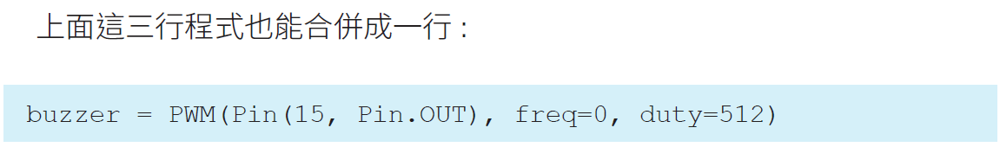 上面這三行程式也能合併成一行：
buzzer = PWM(Pin(15, Pin.OUT), freq=0, duty=512)